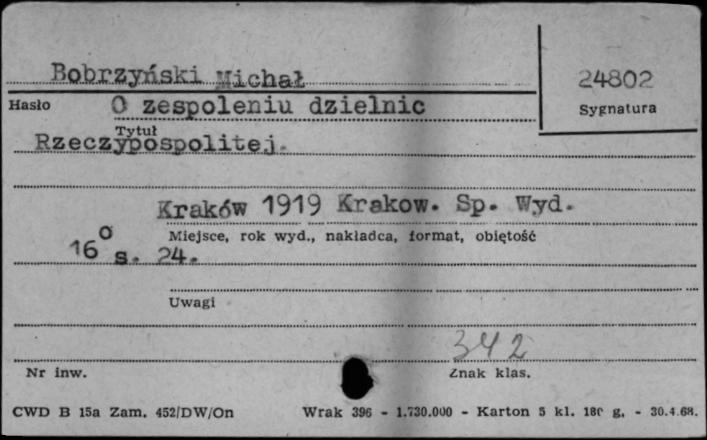 Bobrzyński Michał
24802
Hasło
O zespoleniu dzielnic
Sygnatura
Tytuł
Rzeczypospolitej.
Kraków 1919 Krakow. Sp. Wyd.
Miejsce, rok wyd., nakładca, format, objętość
16° s. 24.
Uwagi
342
Nr inw.
Znak klas.
CWD B 15a Zam. 452/DW/On
Wrak 396 - 1.730.000 - Karton 5 kl. 180 g. - 30.4.68.